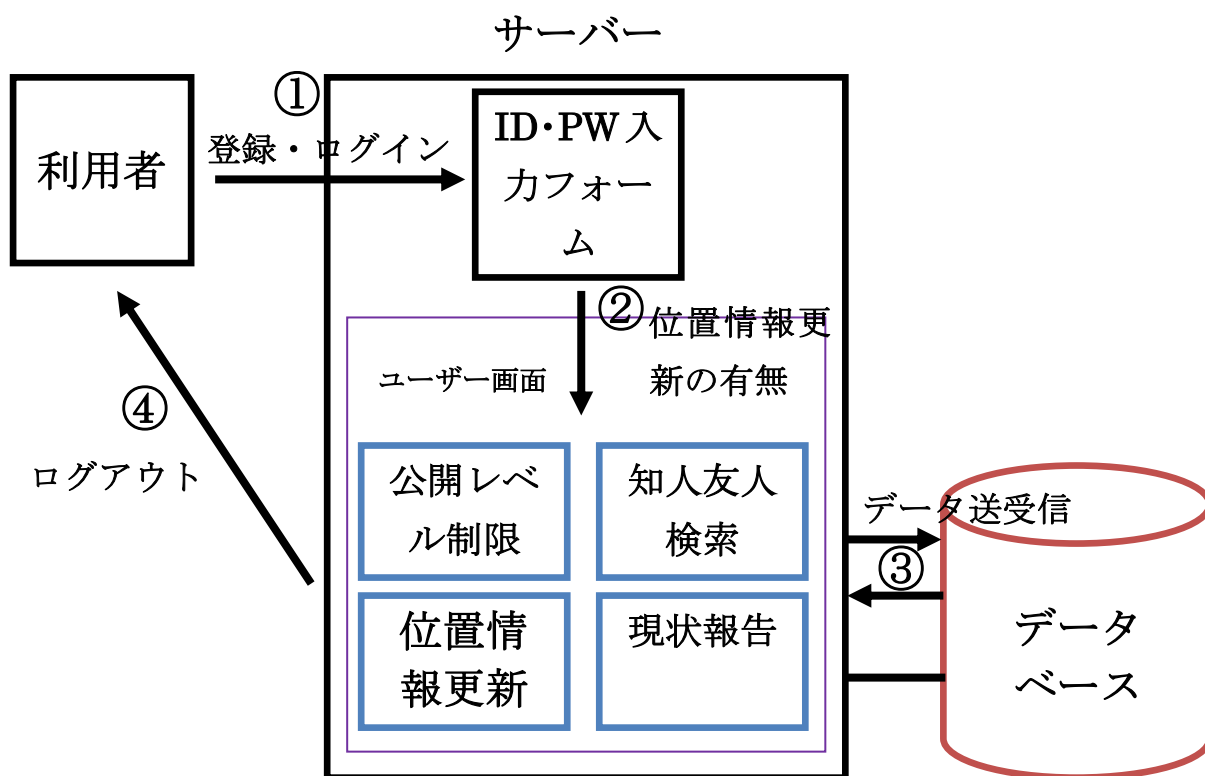 サーバー
①
利用者
登録・ログイン
ID・PW 入
力フォー
ム
②
位置情報更
新の有無
ユーザー画面
④
ログアウト
公開レベ
ル制限
知人友人
検索
位置情
報更新
現状報告
データ送受信
③
データ
ベース